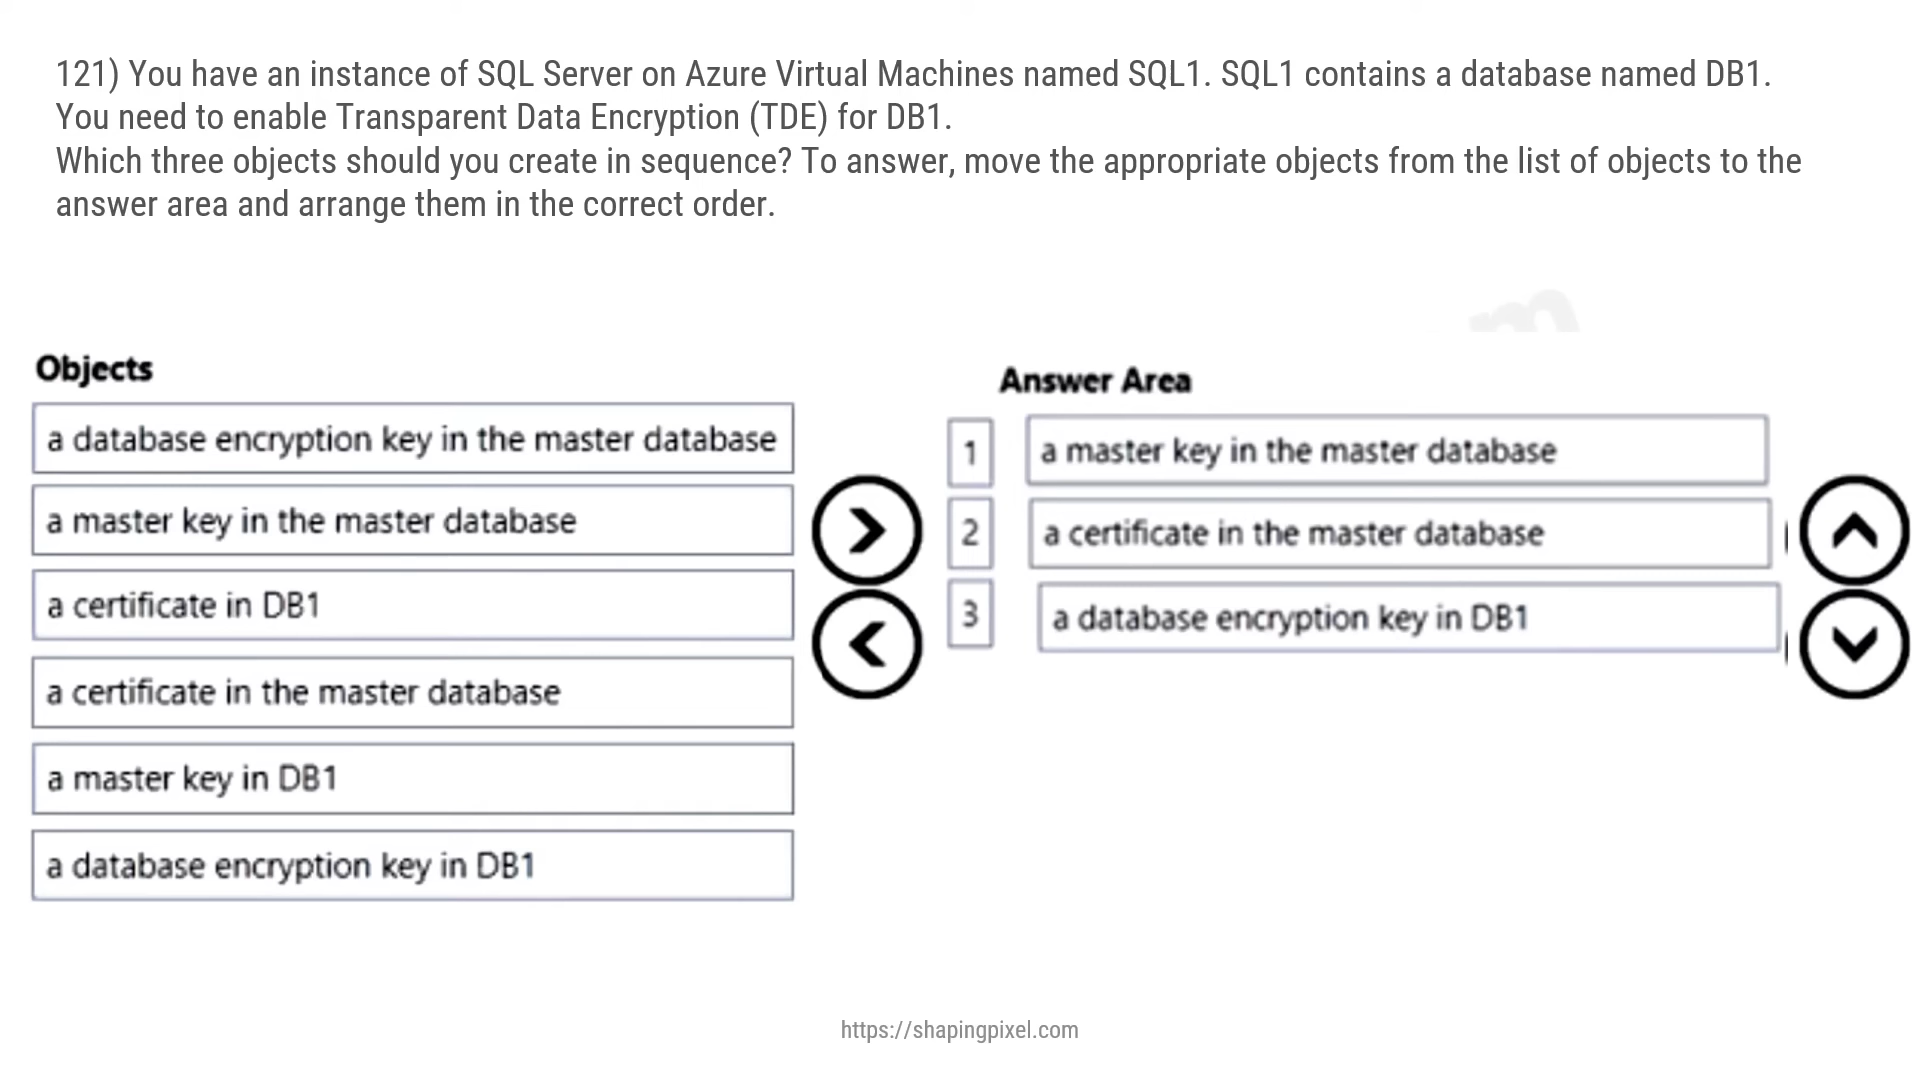 121) You have an instance of SQL Server on Azure Virtual Machines named SQL1. SQL1 contains a database named DB1.
You need to enable Transparent Data Encryption (TDE) for DB1.
Which three objects should you create in sequence? To answer, move the appropriate objects from the list of objects to the
answer area and arrange them in the correct order.
Objects
a database encryption key in the master database
a master key in the master database
a certificate in DB1
a certificate in the master database
a master key in DB1
a database encryption key in DB1
Answer Area
1 a master key in the master database
2 a certificate in the master database
3 a database encryption key in DB1
https://shapingpixel.com